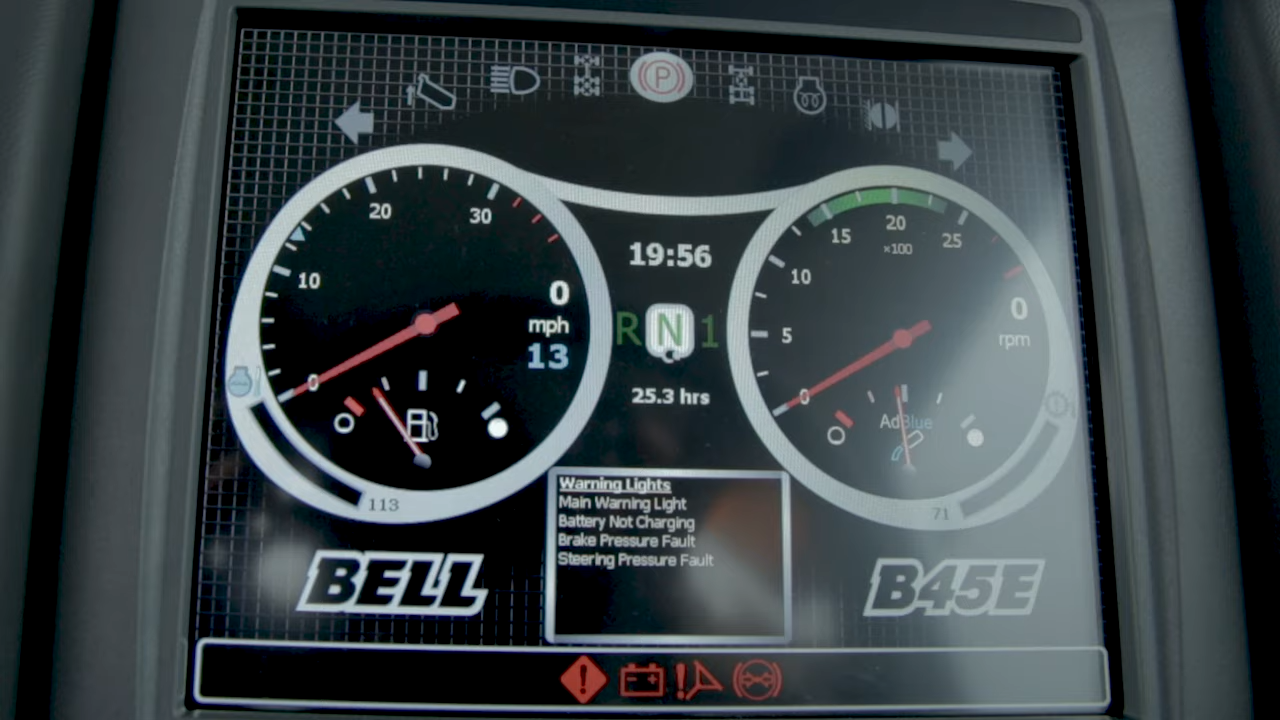 P
20
30
10
0
mph
13
0
113
19:56
R N 1
25.3 hrs
15
20
25
×100
10
5
0
rpm
0
AdBlue
71
Warning Lights
Main Warning Light
Battery Not Charging
Brake Pressure Fault
Steering Pressure Fault
BELL
B45E